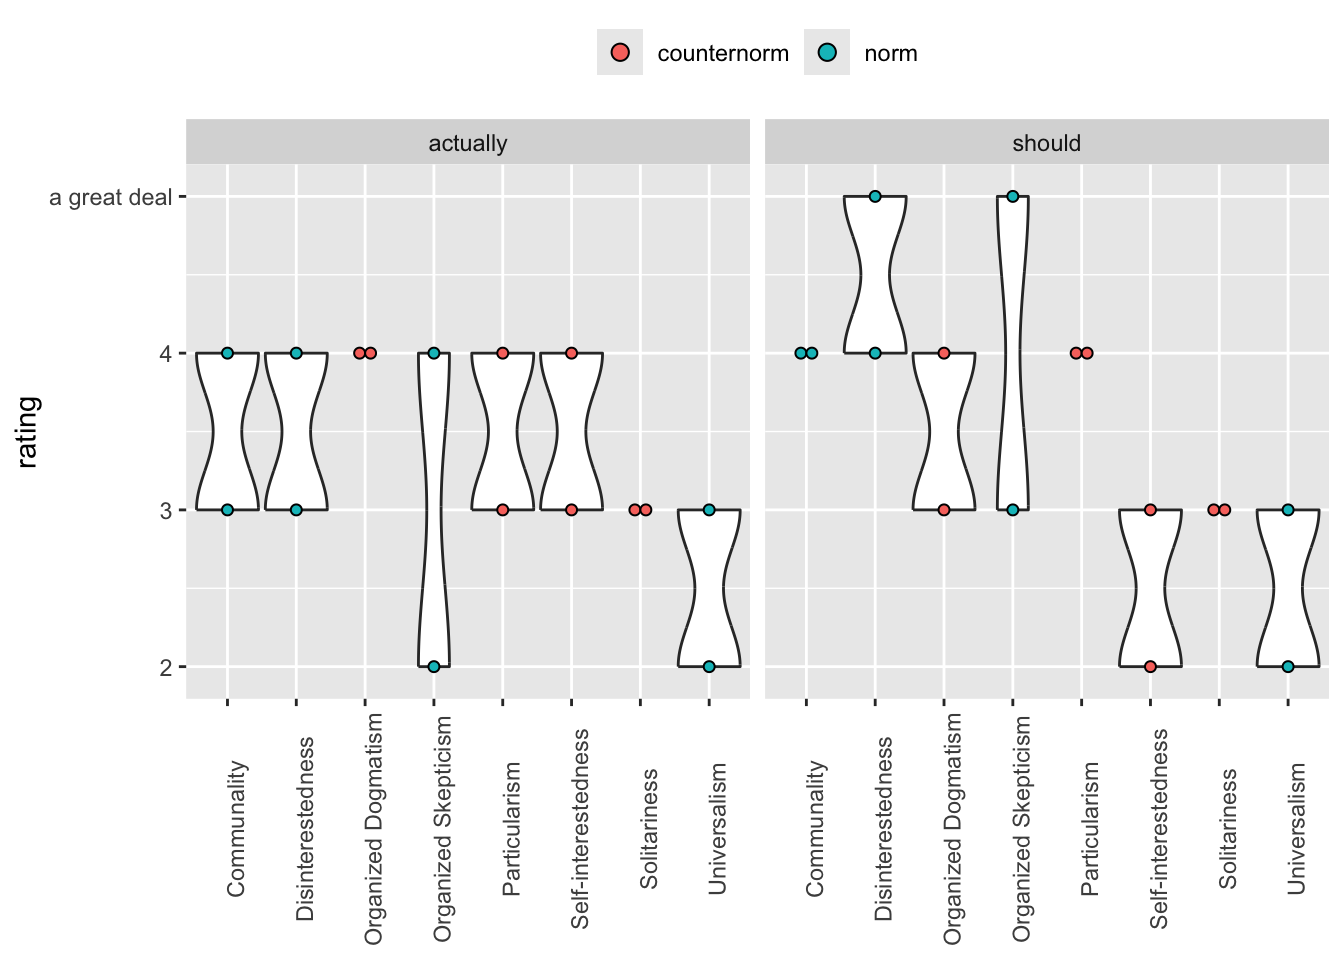 counternorm norm
actually should
a great deal
4
3
2
rating
Communality
Disinterestedness
Organized Dogmatism
Organized Skepticism
Particularism
Self-interestedness
Solitariness
Universalism
Communality
Disinterestedness
Organized Dogmatism
Organized Skepticism
Particularism
Self-interestedness
Solitariness
Universalism